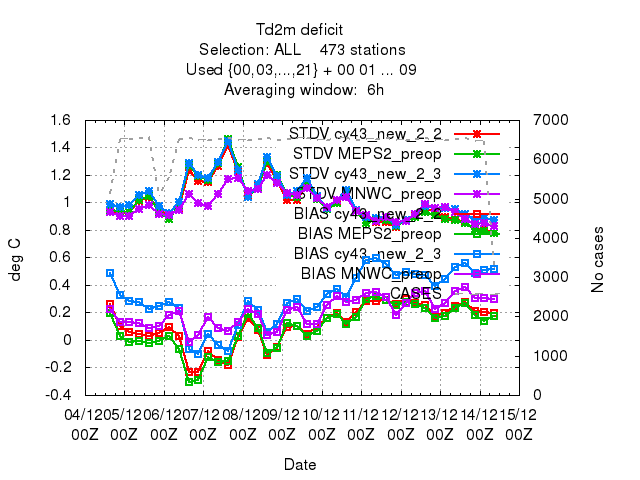 Td2m deficit
Selection: ALL 473 stations
Used {00,03,...,21} + 00 01 ... 09
Averaging window: 6h
1.6
1.4
1.2
1
0.8
0.6
0.4
0.2
0
-0.2
-0.4
deg C
STDV cy43_new_2_2
STDV MEPS2_preop
STDV cy43_new_2_3
STDV MNWC_preop
BIAS cy43_new_2_2
BIAS MEPS2_preop
BIAS cy43_new_2_3
BIAS MNWC_preop
CASES
7000
6000
5000
4000
3000
2000
1000
0
No cases
04/12 05/12 06/12 07/12 08/12 09/12 10/12 11/12 12/12 13/12 14/12 15/12
00Z 00Z 00Z 00Z 00Z 00Z 00Z 00Z 00Z 00Z 00Z 00Z
Date